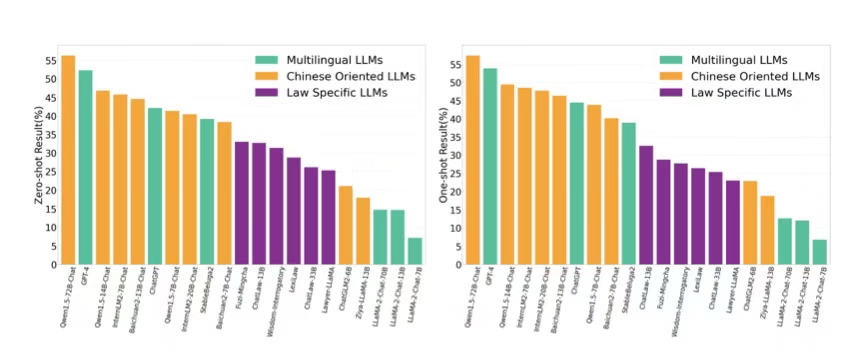 Zero-shot Result(%)
55
50
45
40
35
30
25
20
15
10
5
0
Multilingual LLMs
Chinese Oriented LLMs
Law Specific LLMs
Qwen1.5-72B-Chat
GPT-4
Qwen1.5-14B-Chat
InternLM2-7B-Chat
Baichuan2-13B-Chat
ChatGPT
Qwen1.5-7B-Chat
InternLM2-20B-Chat
StableBeluga2
Baichuan2-7B-Chat
Fuzi-Mingcha
ChatLaw-13B
Wisdom-Interrogatory
LexiLaw
ChatLaw-33B
Lawyer-LLaMA
ChatGLM2-6B
Ziya-LLaMA-13B
LLaMA-2-Chat-70B
LLaMA-2-Chat-13B
LLaMA-2-Chat-7B
One-shot Result(%)
55
50
45
40
35
30
25
20
15
10
5
0
Multilingual LLMs
Chinese Oriented LLMs
Law Specific LLMs
Qwen1.5-72B-Chat
GPT-4
Qwen1.5-14B-Chat
InternLM2-7B-Chat
InternLM2-20B-Chat
Baichuan2-13B-Chat
ChatGPT
Qwen1.5-7B-Chat
Baichuan2-7B-Chat
StableBeluga2
ChatLaw-13B
Fuzi-Mingcha
Wisdom-Interrogatory
LexiLaw
ChatLaw-33B
Lawyer-LLaMA
ChatGLM2-6B
Ziya-LLaMA-13B
LLaMA-2-Chat-70B
LLaMA-2-Chat-13B
LLaMA-2-Chat-7B